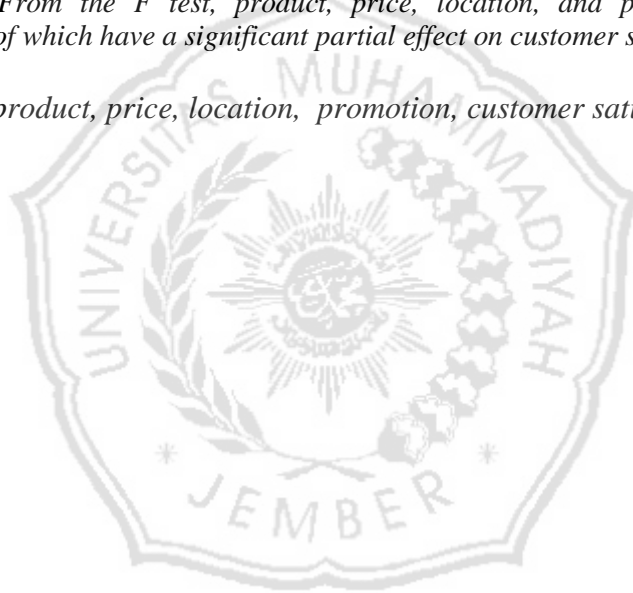 From the F test, product, price, location, and p
of which have a significant partial effect on customer s
product, price, location, promotion, customer sati
UNIVERSITAS MUHAMMADIYAH
* JEMBER *